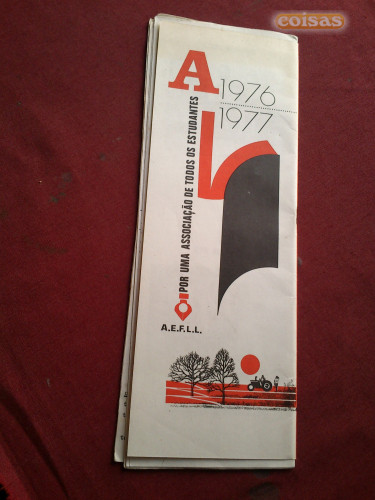 coisas
A 1976
1977
POR UMA ASSOCIAÇÃO DE TODOS OS ESTUDANTES
A.E.F.L.L.